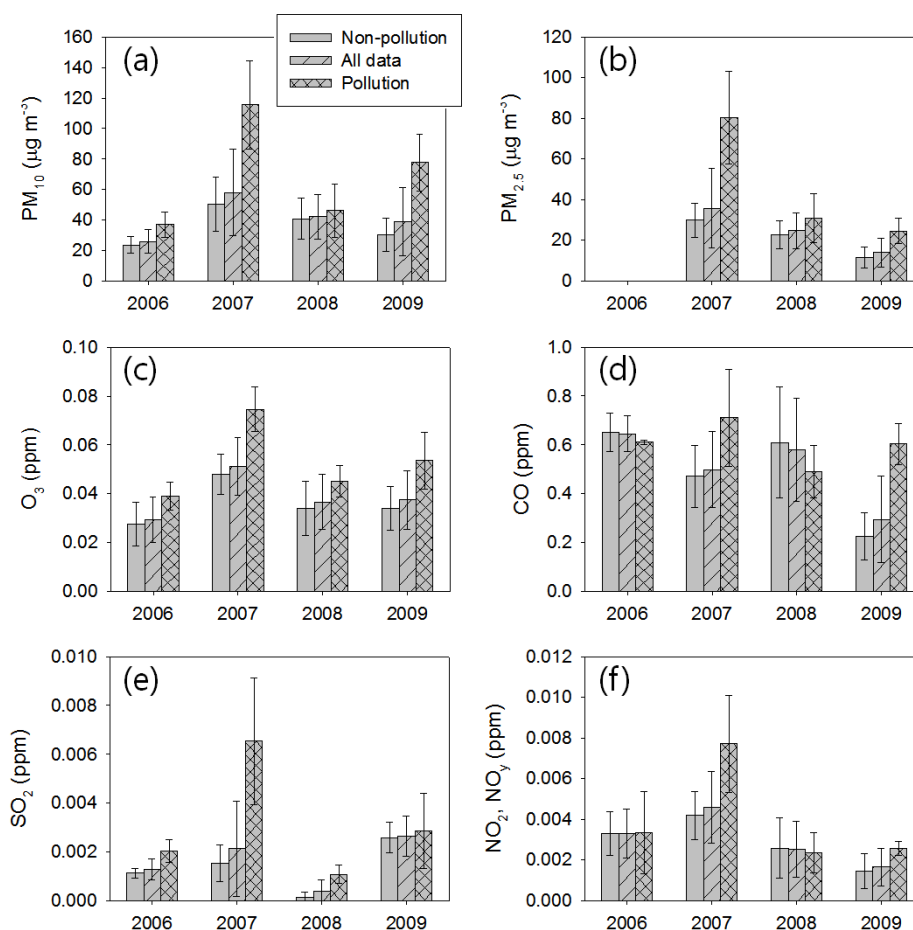 Non-pollution
All data
Pollution
(a)
PM10 (μg m-3)
160
140
120
100
80
60
40
20
0
2006 2007 2008 2009
(b)
PM2.5 (μg m-3)
120
100
80
60
40
20
0
2006 2007 2008 2009
(c)
O3 (ppm)
0.10
0.08
0.06
0.04
0.02
0.00
2006 2007 2008 2009
(d)
CO (ppm)
1.0
0.8
0.6
0.4
0.2
0.0
2006 2007 2008 2009
(e)
SO2 (ppm)
0.010
0.008
0.006
0.004
0.002
0.000
2006 2007 2008 2009
(f)
NO2, NOy (ppm)
0.012
0.010
0.008
0.006
0.004
0.002
0.000
2006 2007 2008 2009